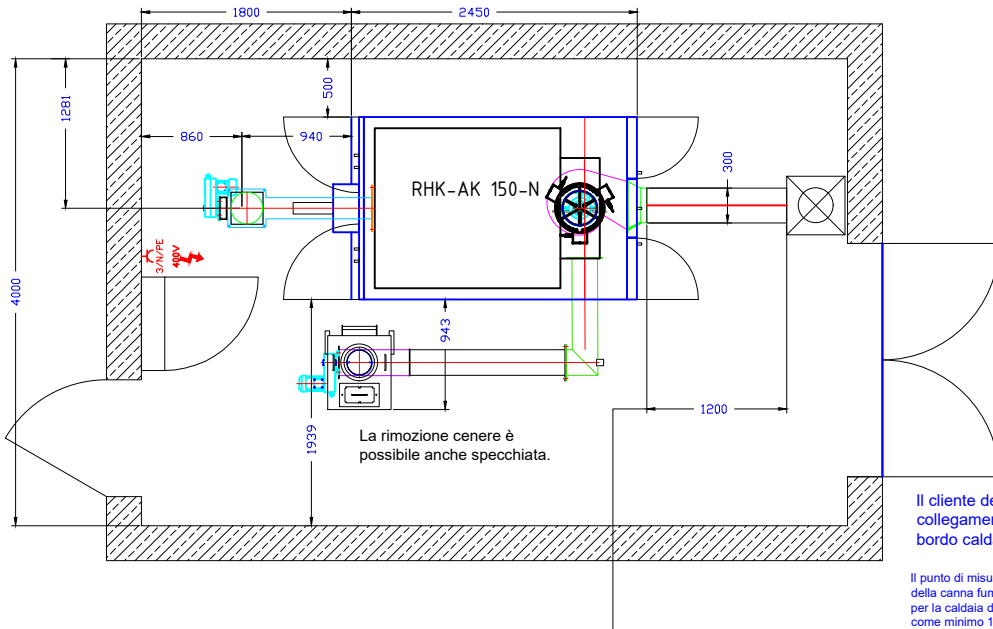 1800
2450
1281
500
860
940
300
RHK-AK 150-N
3/N/PE
400V
4000
943
1200
1939
La rimozione cenere è
possibile anche specchiata.
Il cliente
collegamen
bordo cald
Il punto di misu
della canna fum
per la caldaia d
come minimo 1